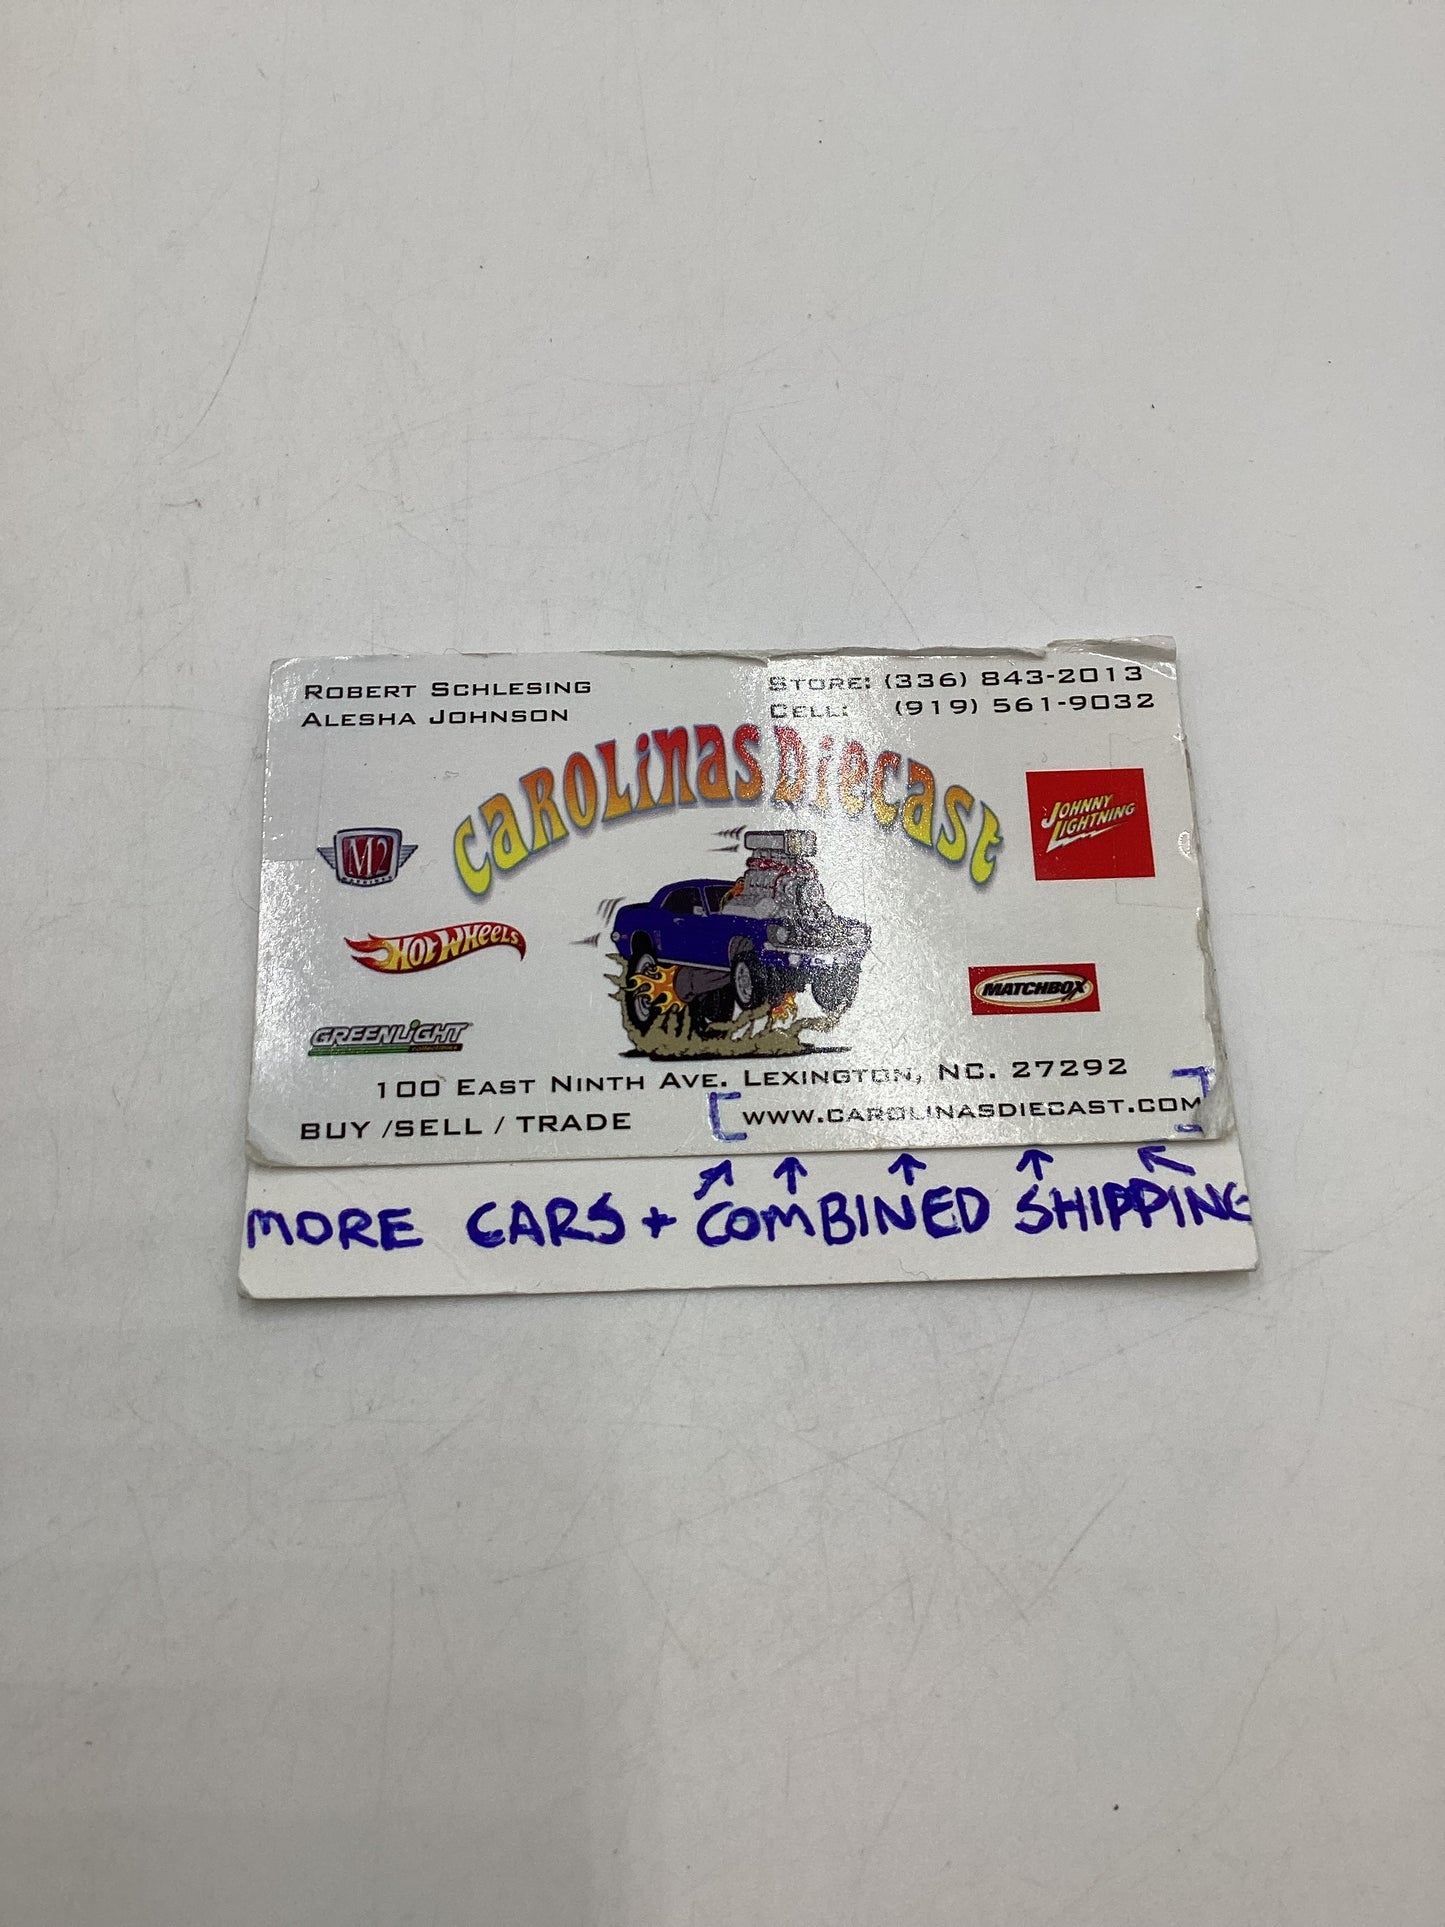 ROBERT SCHLESING
ALESHA JOHNSON
STORE: (336) 843-2013
CELL: (919) 561-9032
CAROLINAS DIECAST
M2
MACHINES
HOT WHEELS
GREENLIGHT
collectibles
JOHNNY
LIGHTNING
MATCHBOX
100 EAST NINTH AVE. LEXINGTON, NC. 27292
BUY /SELL / TRADE
WWW.CAROLINASDIECAST.COM
MORE CARS + COMBINED SHIPPING